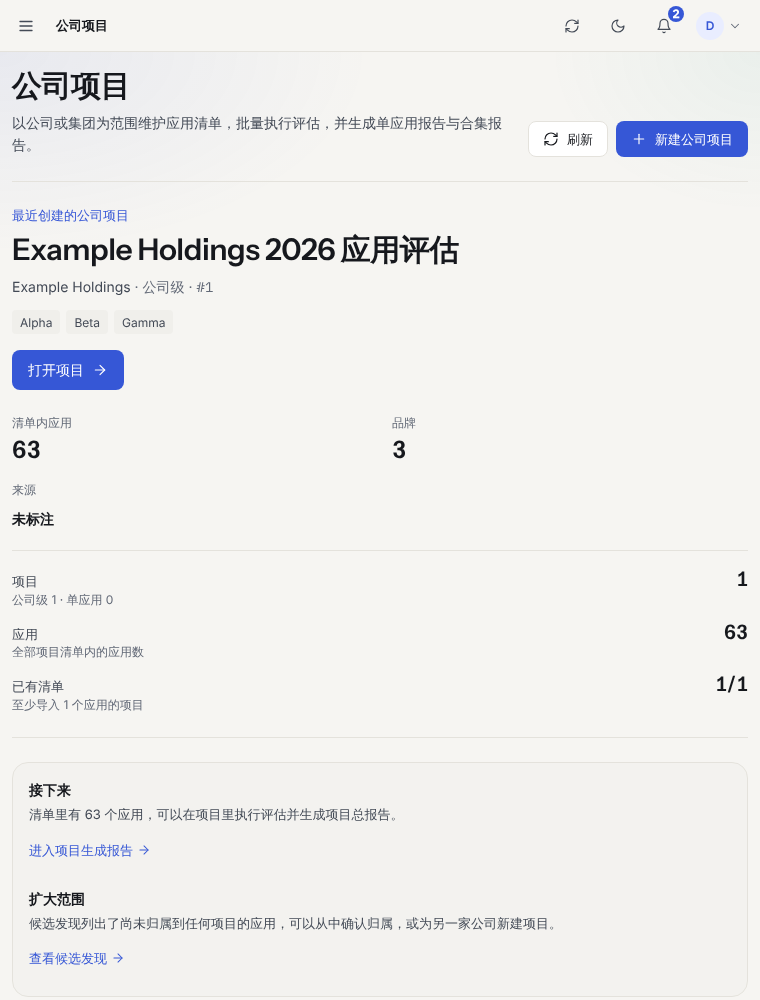 公司项目
2
D
公司项目
以公司或集团为范围维护应用清单，批量执行评估，并生成单应用报告与合集报
告。
刷新
新建公司项目
最近创建的公司项目
Example Holdings 2026 应用评估
Example Holdings · 公司级 · #1
Alpha
Beta
Gamma
打开项目
清单内应用
63
品牌
3
来源
未标注
项目
1
公司级 1 · 单应用 0
应用
63
全部项目清单内的应用数
已有清单
1/1
至少导入 1 个应用的项目
接下来
清单里有 63 个应用，可以在项目里执行评估并生成项目总报告。
进入项目生成报告
扩大范围
候选发现列出了尚未归属到任何项目的应用，可以从中确认归属，或为另一家公司新建项目。
查看候选发现